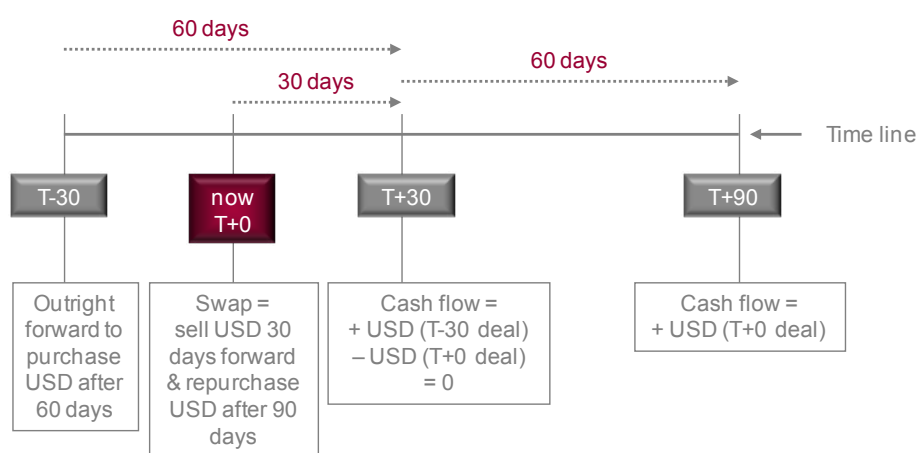 60 days
60 days
30 days
Time line
T-30
now
T+0
T+30
T+90
Outright
forward to
purchase
USD after
60 days
Swap =
sell USD 30
days forward
& repurchase
USD after 90
days
Cash flow =
+ USD (T-30 deal)
– USD (T+0 deal)
= 0
Cash flow =
+ USD (T+0 deal)